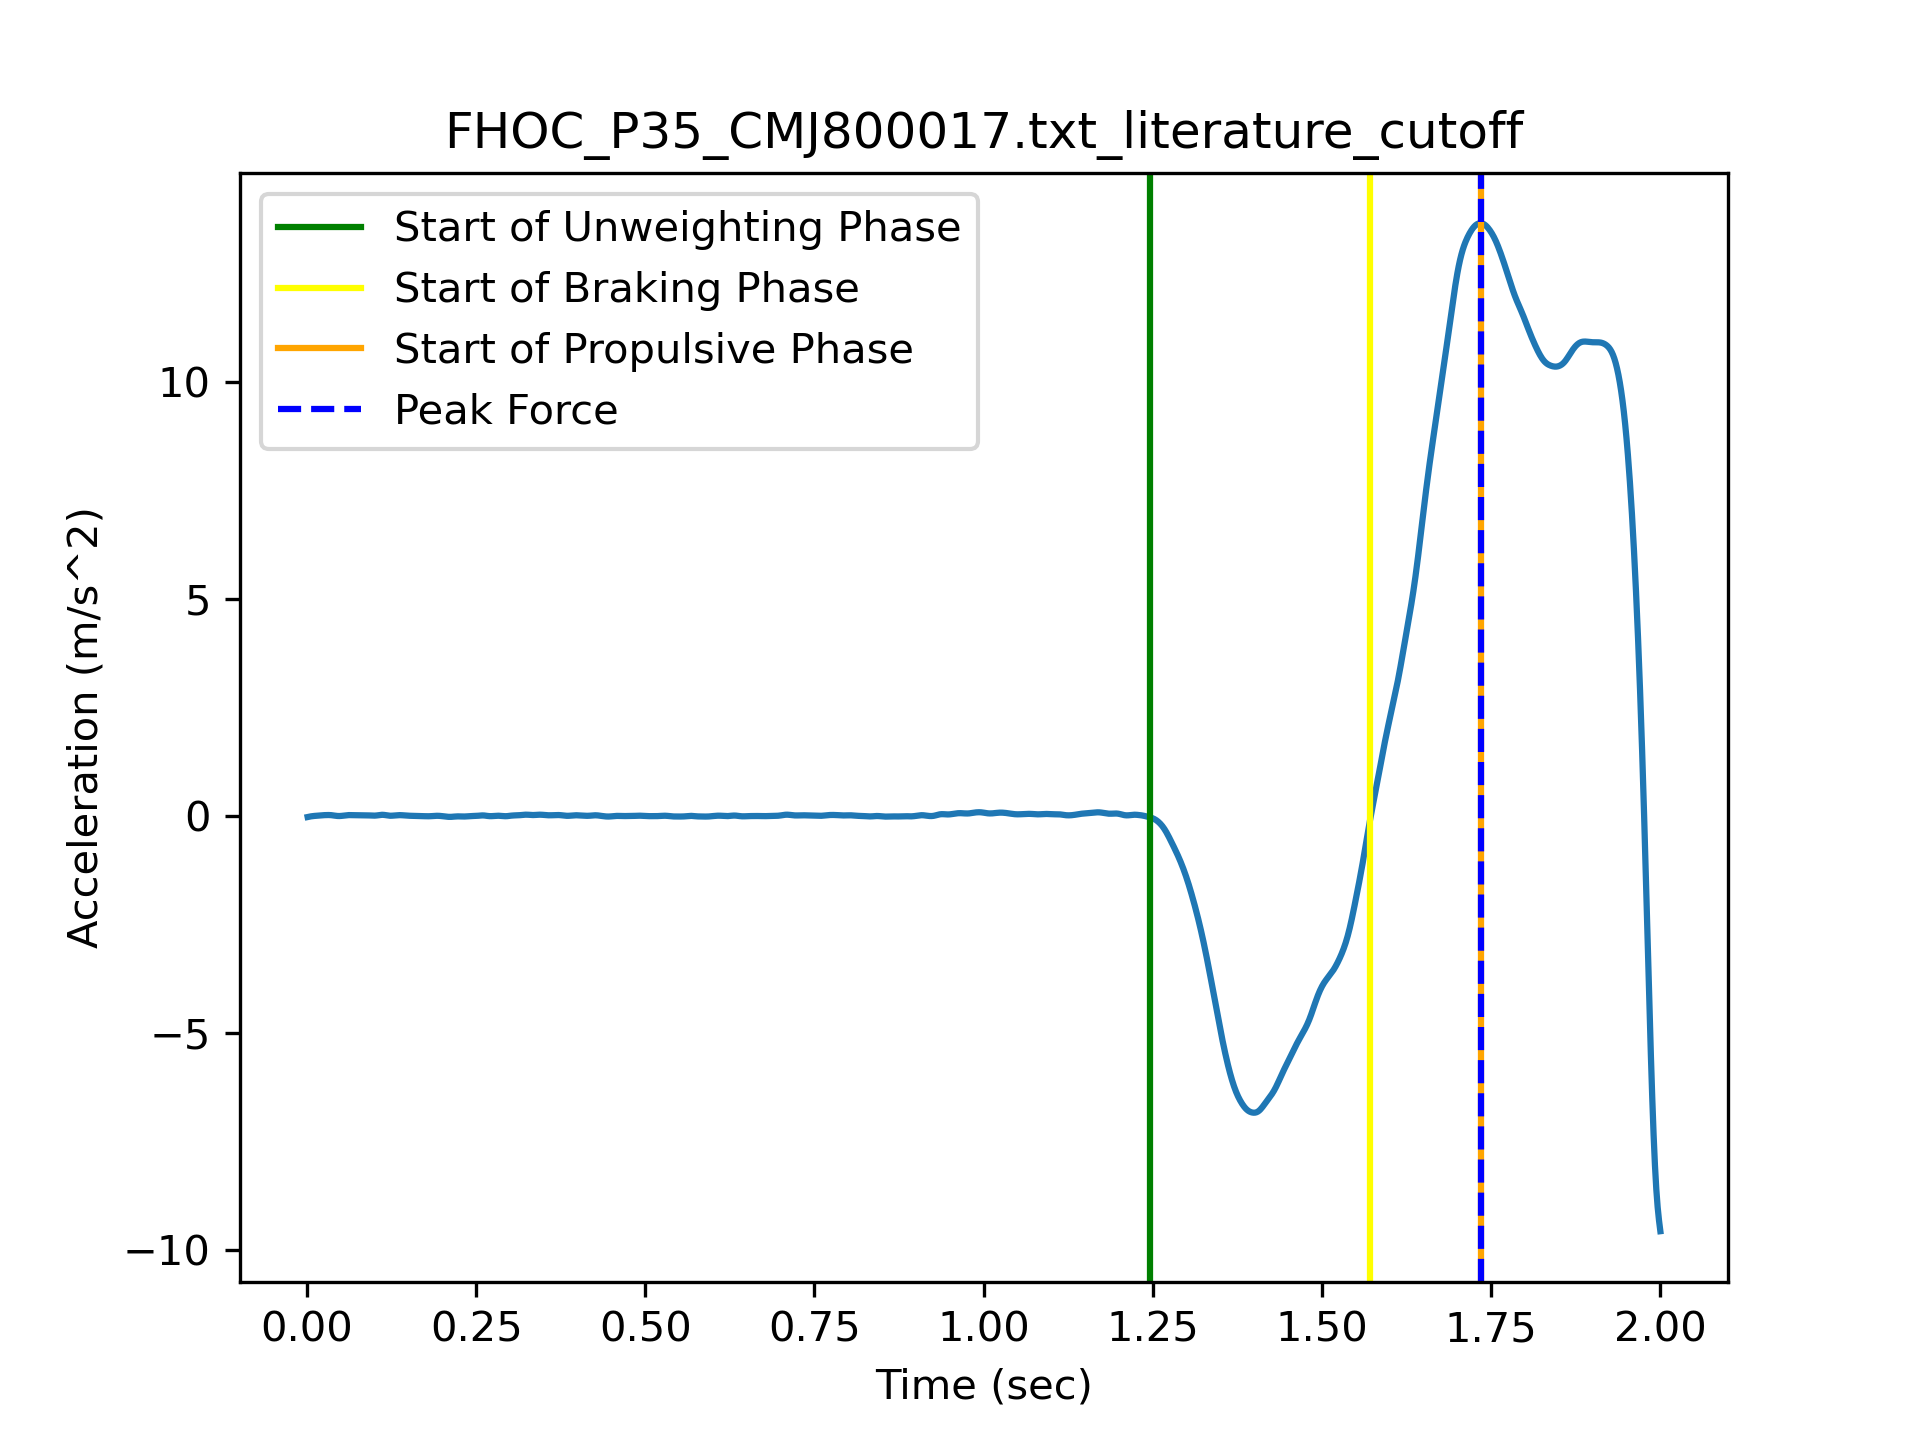 FHOC_P35_CMJ800017.txt_literature_cutoff
Start of Unweighting Phase
Start of Braking Phase
Start of Propulsive Phase
Peak Force
Acceleration (m/s^2)
10
5
0
−5
−10
0.00 0.25 0.50 0.75 1.00 1.25 1.50 1.75 2.00
Time (sec)